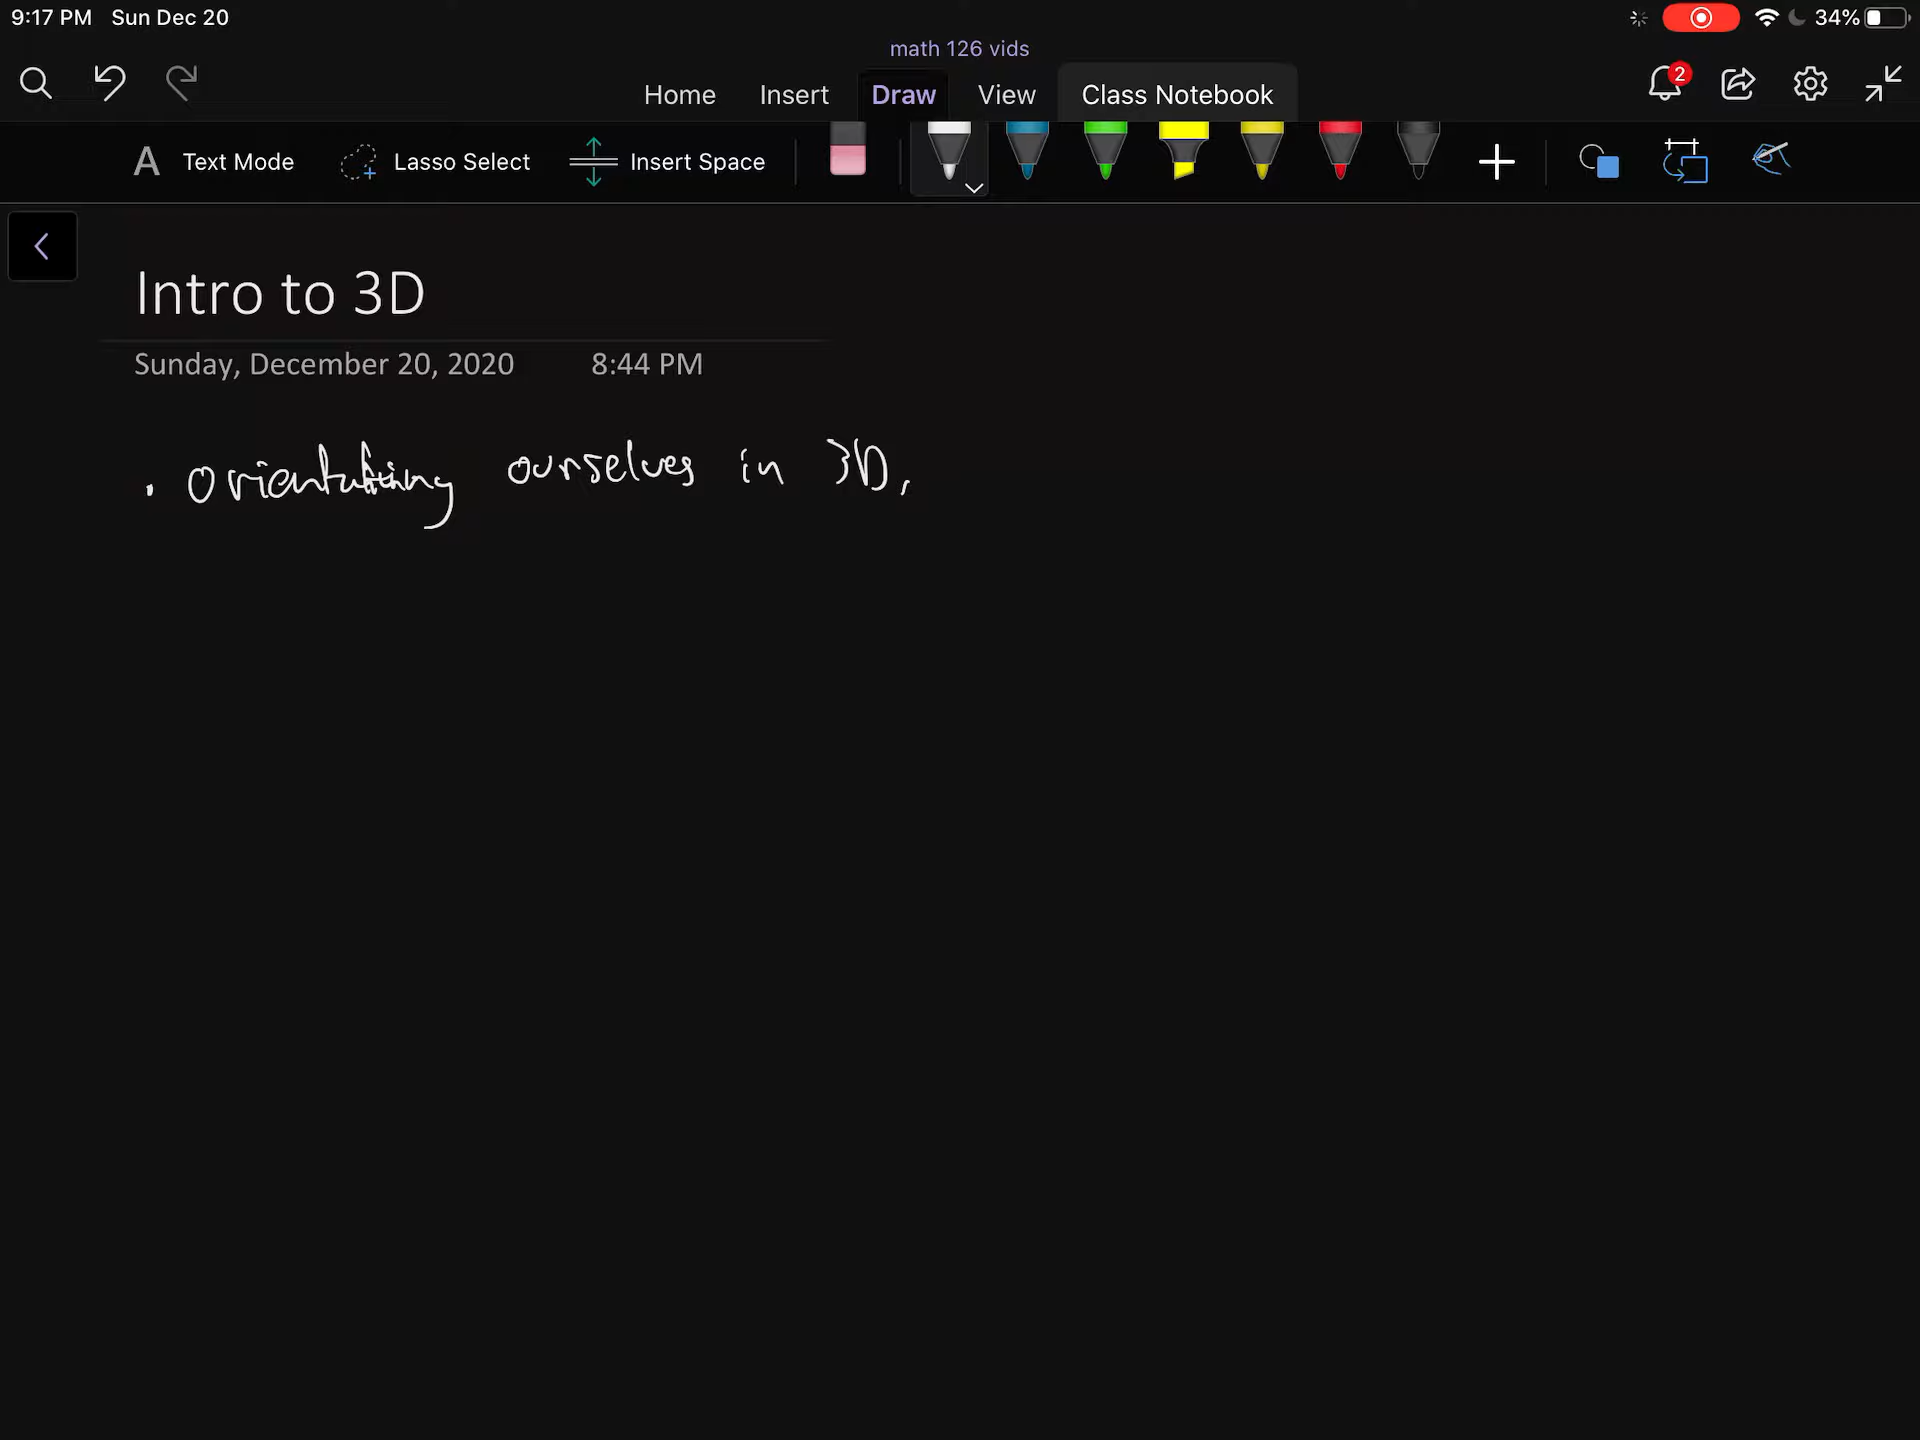 9:17 PM Sun Dec 20 34%
math 126 vids
Home Insert Draw View Class Notebook 2
A Text Mode Lasso Select Insert Space
Intro to 3D
Sunday, December 20, 2020 8:44 PM
. ourselves in 3D,